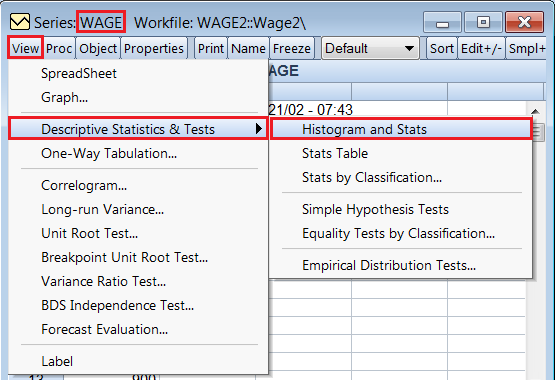 Series: WAGE Workfile: WAGE2::Wage2\
View Proc Object Properties Print Name Freeze Default Sort Edit+/- Smpl+
AGE
21/02 - 07:43
SpreadSheet
Graph...
Descriptive Statistics & Tests
One-Way Tabulation...
Correlogram...
Long-run Variance...
Unit Root Test...
Breakpoint Unit Root Test...
Variance Ratio Test...
BDS Independence Test...
Forecast Evaluation...
Label
Histogram and Stats
Stats Table
Stats by Classification...
Simple Hypothesis Tests
Equality Tests by Classification...
Empirical Distribution Tests...
13 900